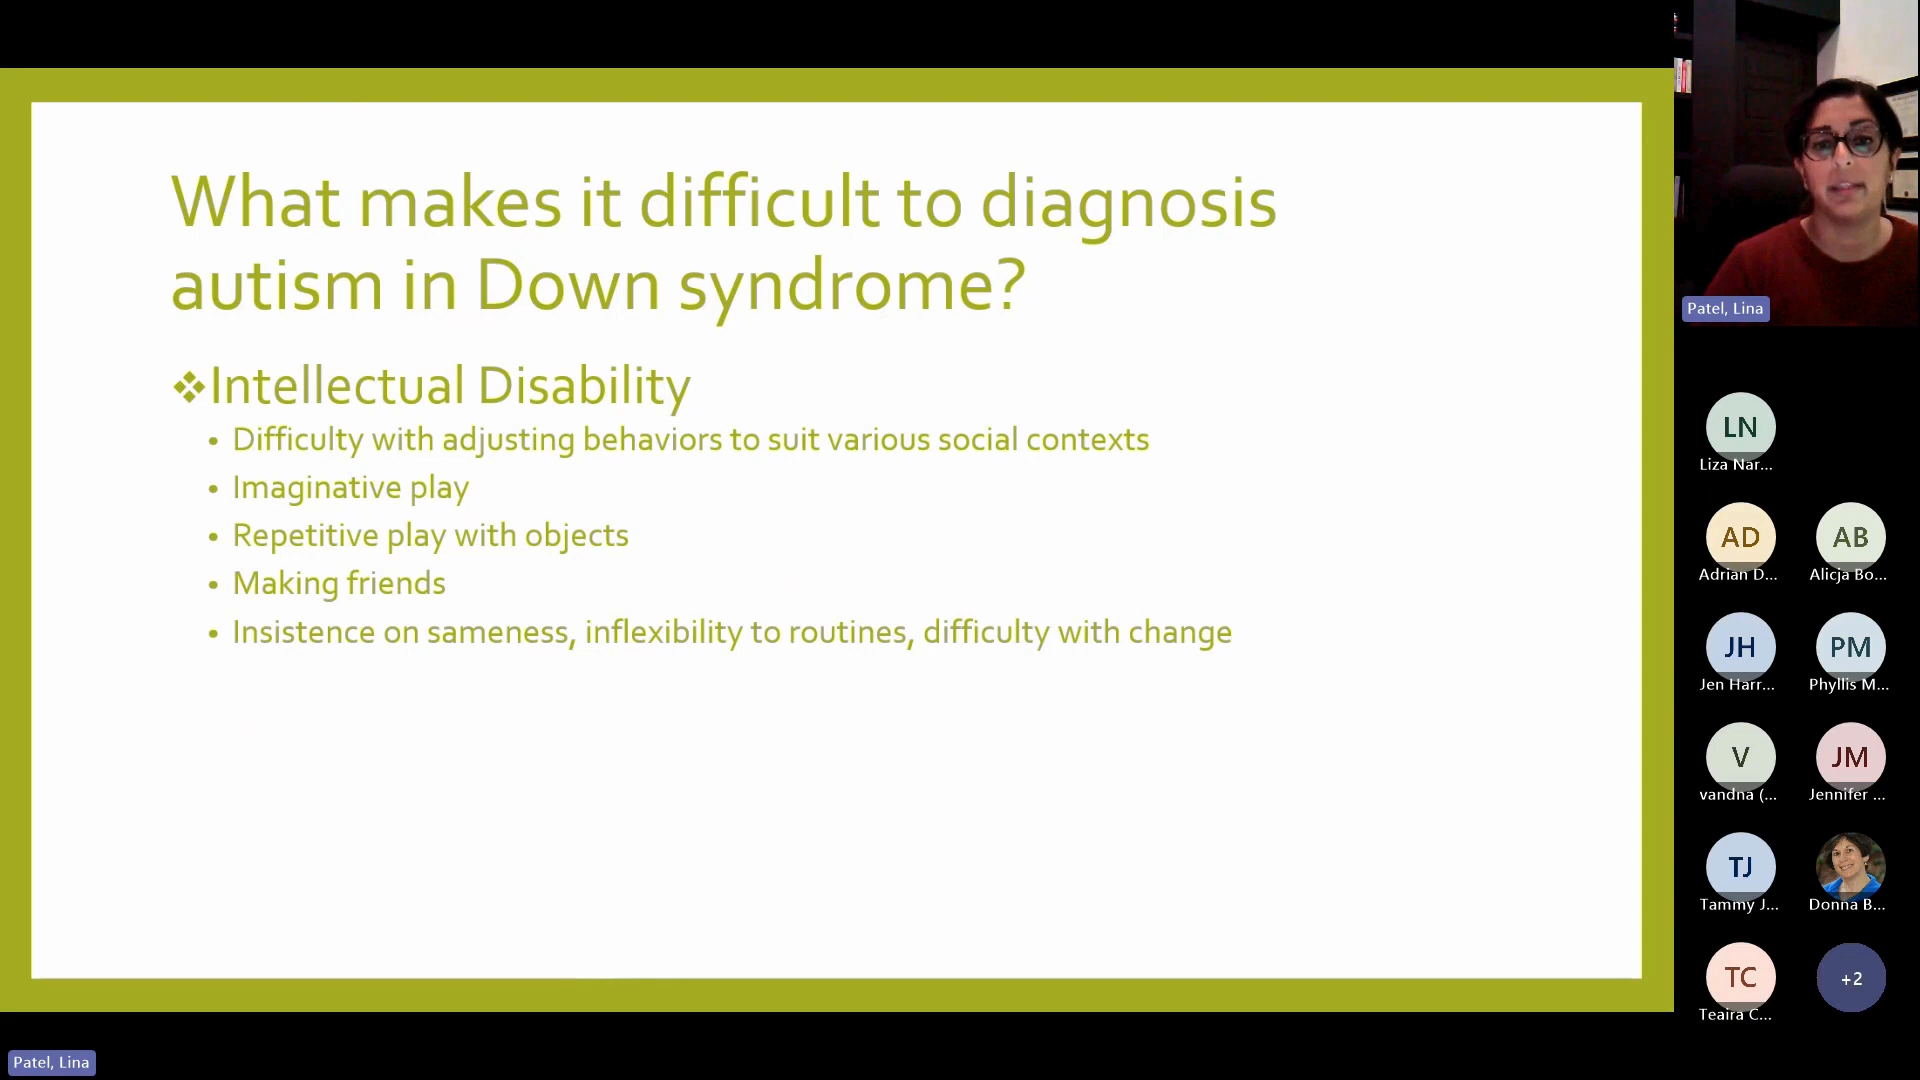 What makes it difficult to diagnosis
autism in Down syndrome?
❖Intellectual Disability
• Difficulty with adjusting behaviors to suit various social contexts
• Imaginative play
• Repetitive play with objects
• Making friends
• Insistence on sameness, inflexibility to routines, difficulty with change
Patel, Lina
LN
Liza Nar...
AD
Adrian D...
AB
Alicja Bo...
JH
Jen Harr...
PM
Phyllis M...
V
vandna (...
JM
Jennifer ...
TJ
Tammy J...
Donna B...
TC
Teaira C...
+2
Patel, Lina